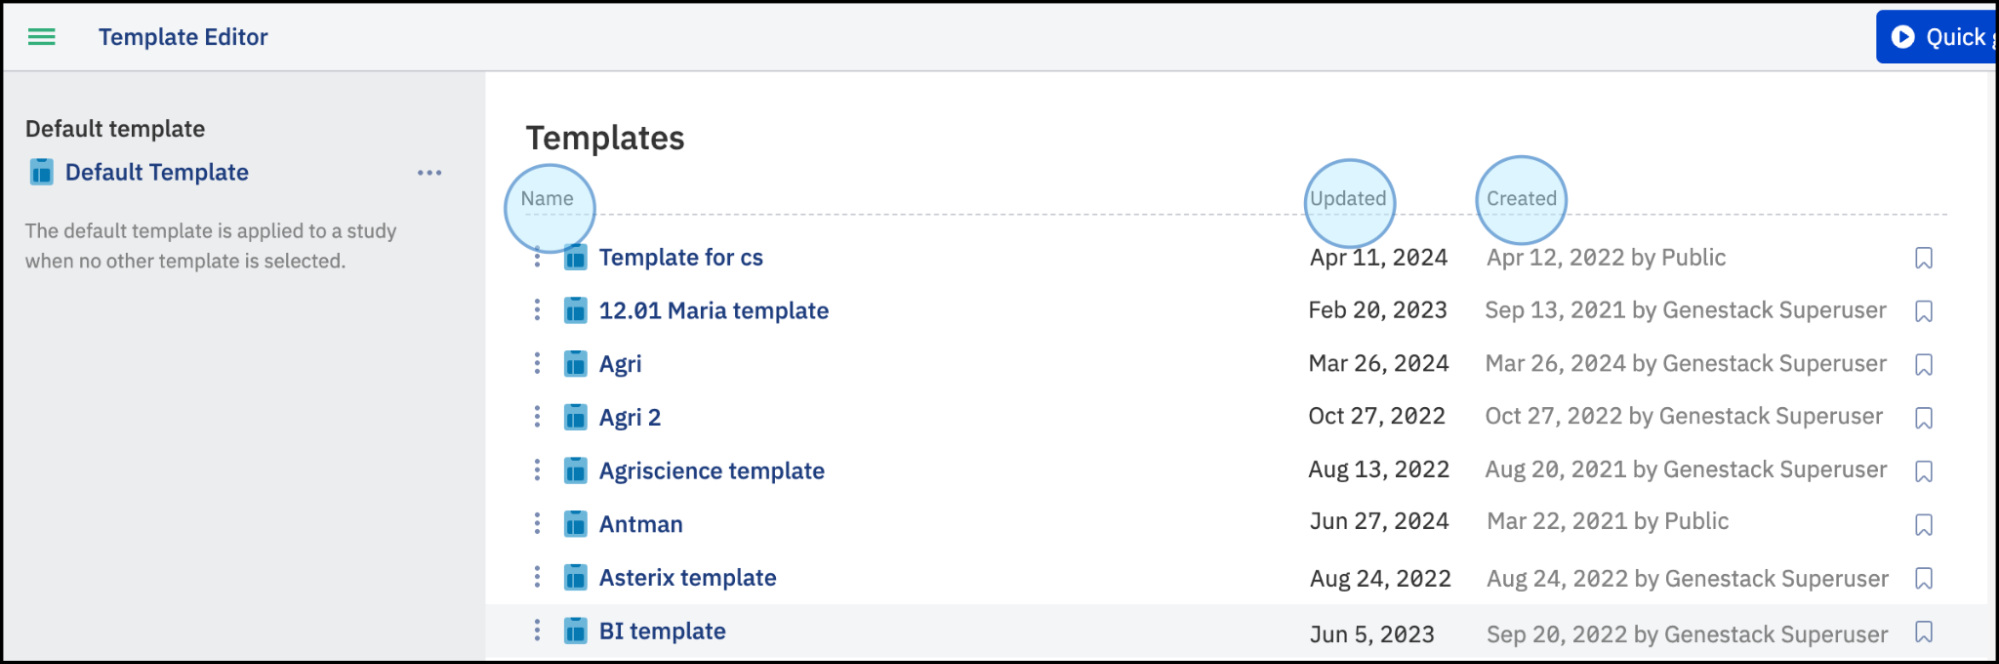 Template Editor
Quick
Default template
Default Template
The default template is applied to a study
when no other template is selected.
Templates
Name Updated Created
Template for cs Apr 11, 2024 Apr 12, 2022 by Public
12.01 Maria template Feb 20, 2023 Sep 13, 2021 by Genestack Superuser
Agri Mar 26, 2024 Mar 26, 2024 by Genestack Superuser
Agri 2 Oct 27, 2022 Oct 27, 2022 by Genestack Superuser
Agriscience template Aug 13, 2022 Aug 20, 2021 by Genestack Superuser
Antman Jun 27, 2024 Mar 22, 2021 by Public
Asterix template Aug 24, 2022 Aug 24, 2022 by Genestack Superuser
BI template Jun 5, 2023 Sep 20, 2022 by Genestack Superuser